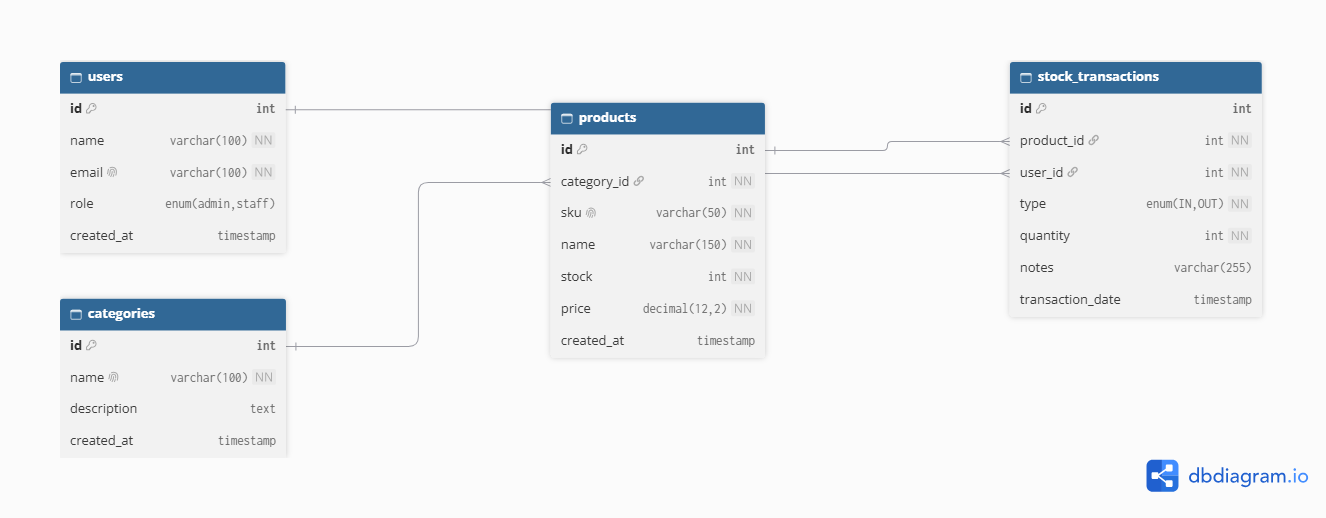 users
id int
name varchar(100) NN
email varchar(100) NN
role enum(admin,staff)
created_at timestamp
categories
id int
name varchar(100) NN
description text
created_at timestamp
products
id int
category_id int NN
sku varchar(50) NN
name varchar(150) NN
stock int NN
price decimal(12,2) NN
created_at timestamp
stock_transactions
id int
product_id int NN
user_id int NN
type enum(IN,OUT) NN
quantity int NN
notes varchar(255)
transaction_date timestamp
dbdiagram.io